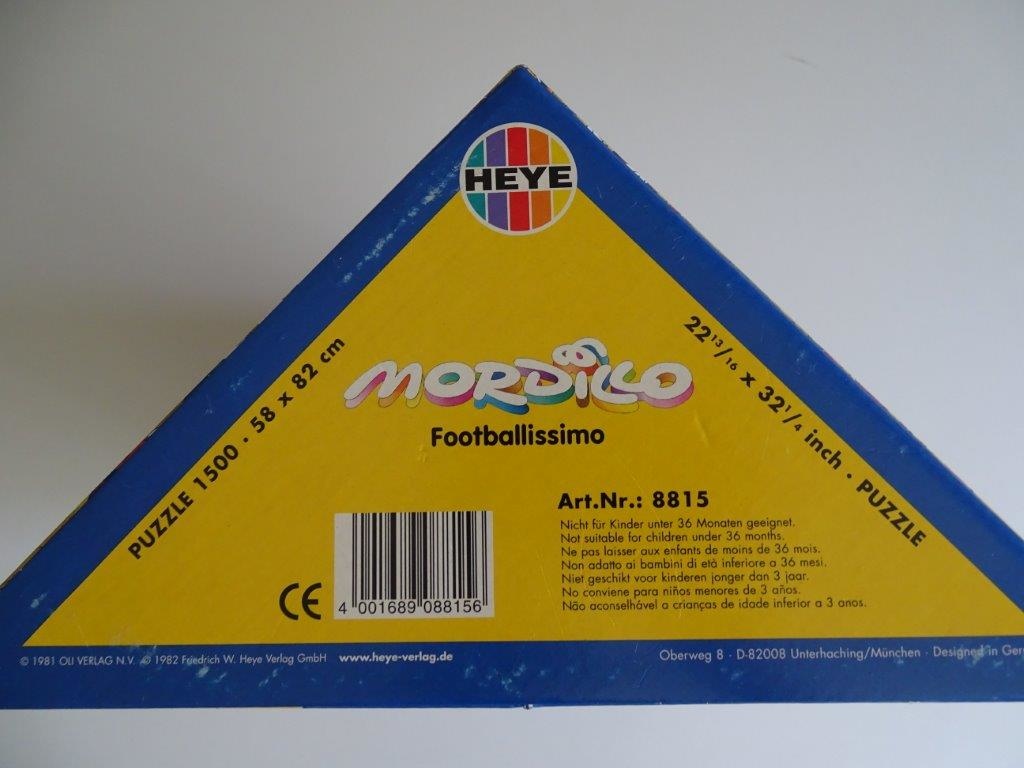 HEYE
MORDILLO
Footballissimo
PUZZLE 1500 · 58 x 82 cm
22 13/16 x 32 1/4 inch · PUZZLE
Art.Nr.: 8815
Nicht für Kinder unter 36 Monaten geeignet.
Not suitable for children under 36 months.
Ne pas laisser aux enfants de moins de 36 mois.
Non adatto ai bambini di età inferiore a 36 mesi.
Niet geschikt voor kinderen jonger dan 3 jaar.
No conviene para niños menores de 3 años.
Não aconselhável a crianças de idade inferior a 3 anos.
CE
4 001689 088156
© 1981 OLI VERLAG N.V. © 1982 Friedrich W. Heye Verlag GmbH www.heye-verlag.de
Oberweg 8 · D-82008 Unterhaching/München · Designed in Ger